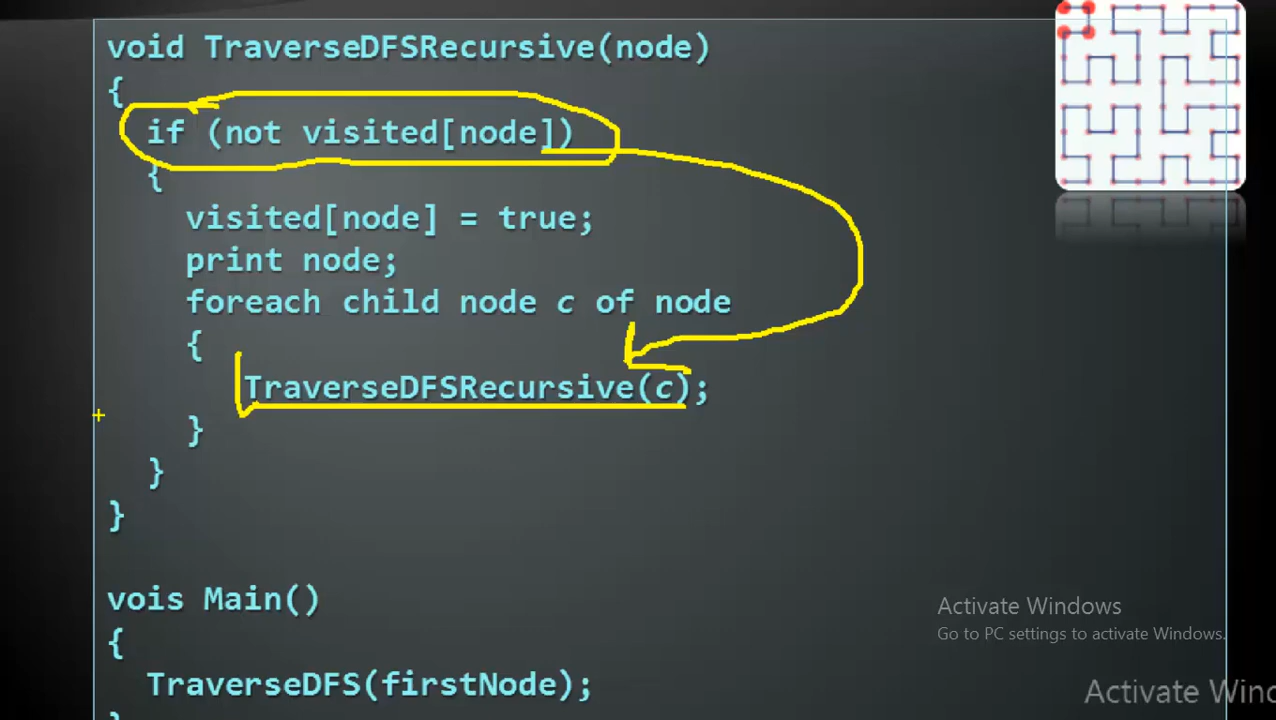 void TraverseDFSRecursive(node)
{
if (not visited[node])
{
visited[node] = true;
print node;
foreach child node c of node
{
TraverseDFSRecursive(c);
}
}
}
vois Main()
{
TraverseDFS(firstNode);
}
Activate Windows
Go to PC settings to activate Windows.
Activate Wind